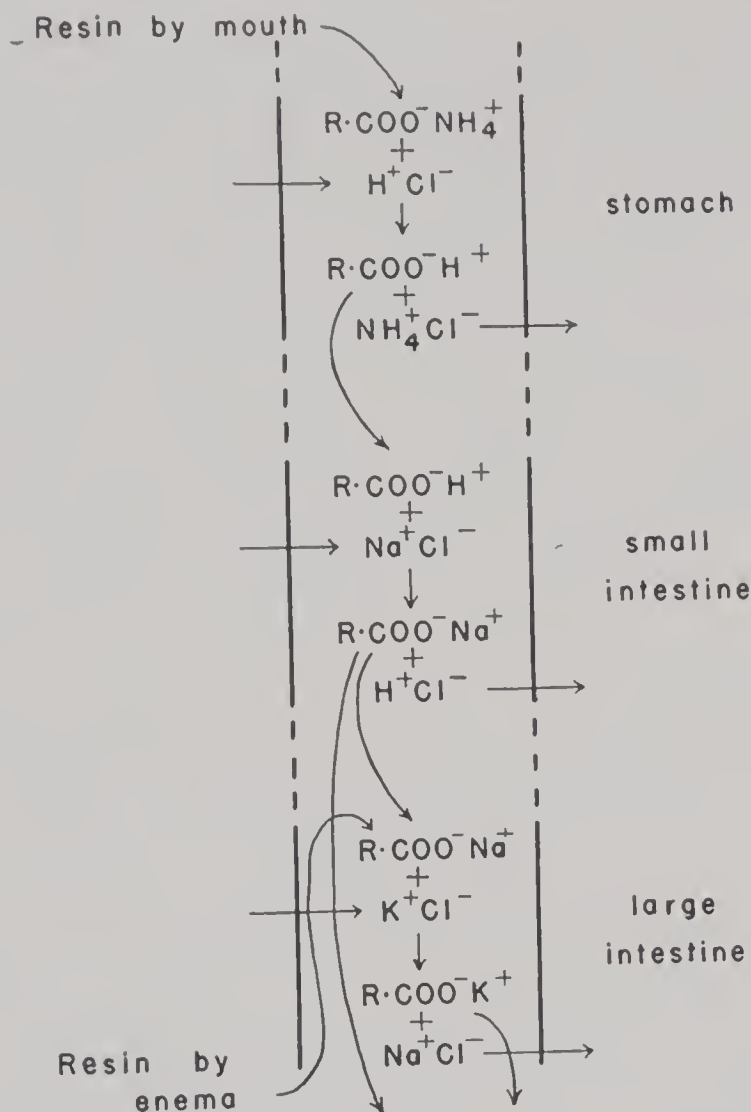 Resin by mouth
R·COO⁻NH₄⁺
+
H⁺Cl⁻
stomach
R·COO⁻H⁺
+
NH₄⁺Cl⁻
R·COO⁻H⁺
+
Na⁺Cl⁻
small
intestine
R·COO⁻Na⁺
+
H⁺Cl⁻
R·COO⁻Na⁺
+
K⁺Cl⁻
large
intestine
R·COO⁻K⁺
+
Na⁺Cl⁻
Resin by
enema